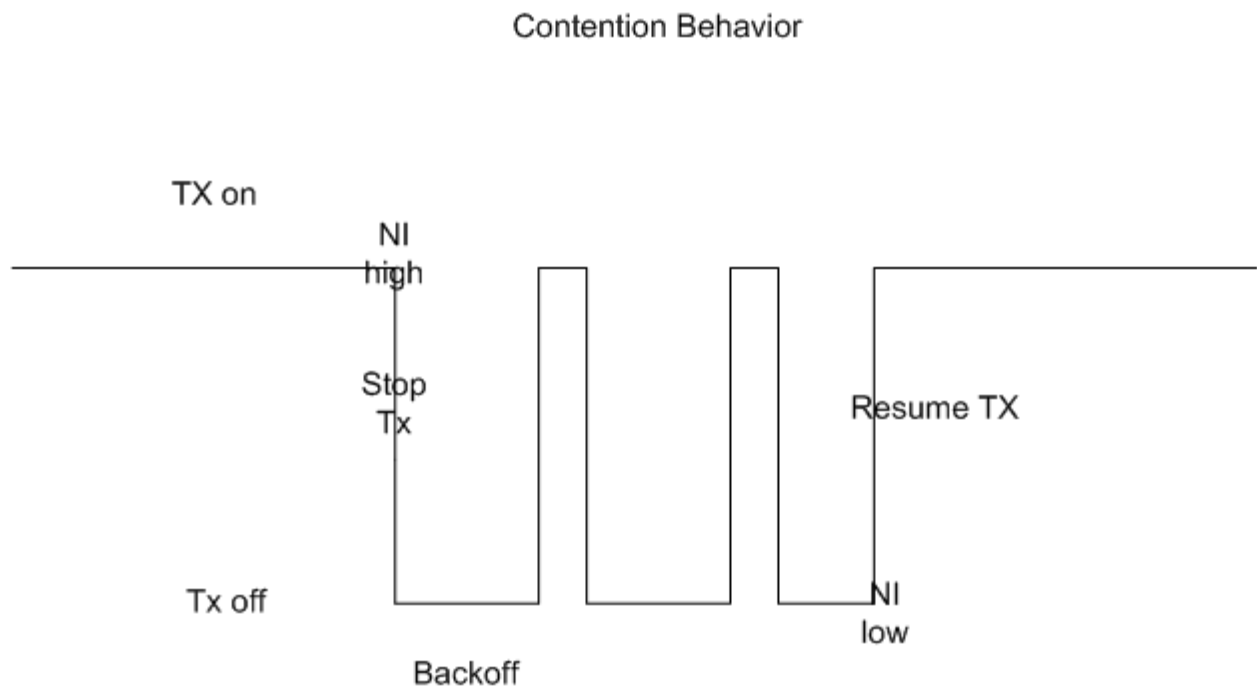 Contention Behavior
TX on
NI
high
Stop
Tx
Resume TX
Tx off
NI
low
Backoff